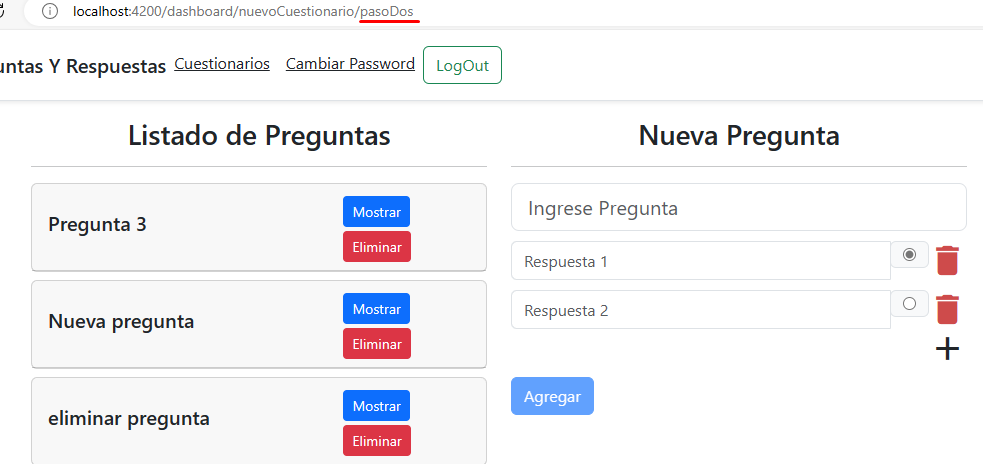 localhost:4200/dashboard/nuevoCuestionario/pasoDos
untas Y Respuestas Cuestionarios Cambiar Password LogOut
Listado de Preguntas
Pregunta 3
Mostrar
Eliminar
Nueva pregunta
Mostrar
Eliminar
eliminar pregunta
Mostrar
Eliminar
Nueva Pregunta
Ingrese Pregunta
Respuesta 1
Respuesta 2
Agregar